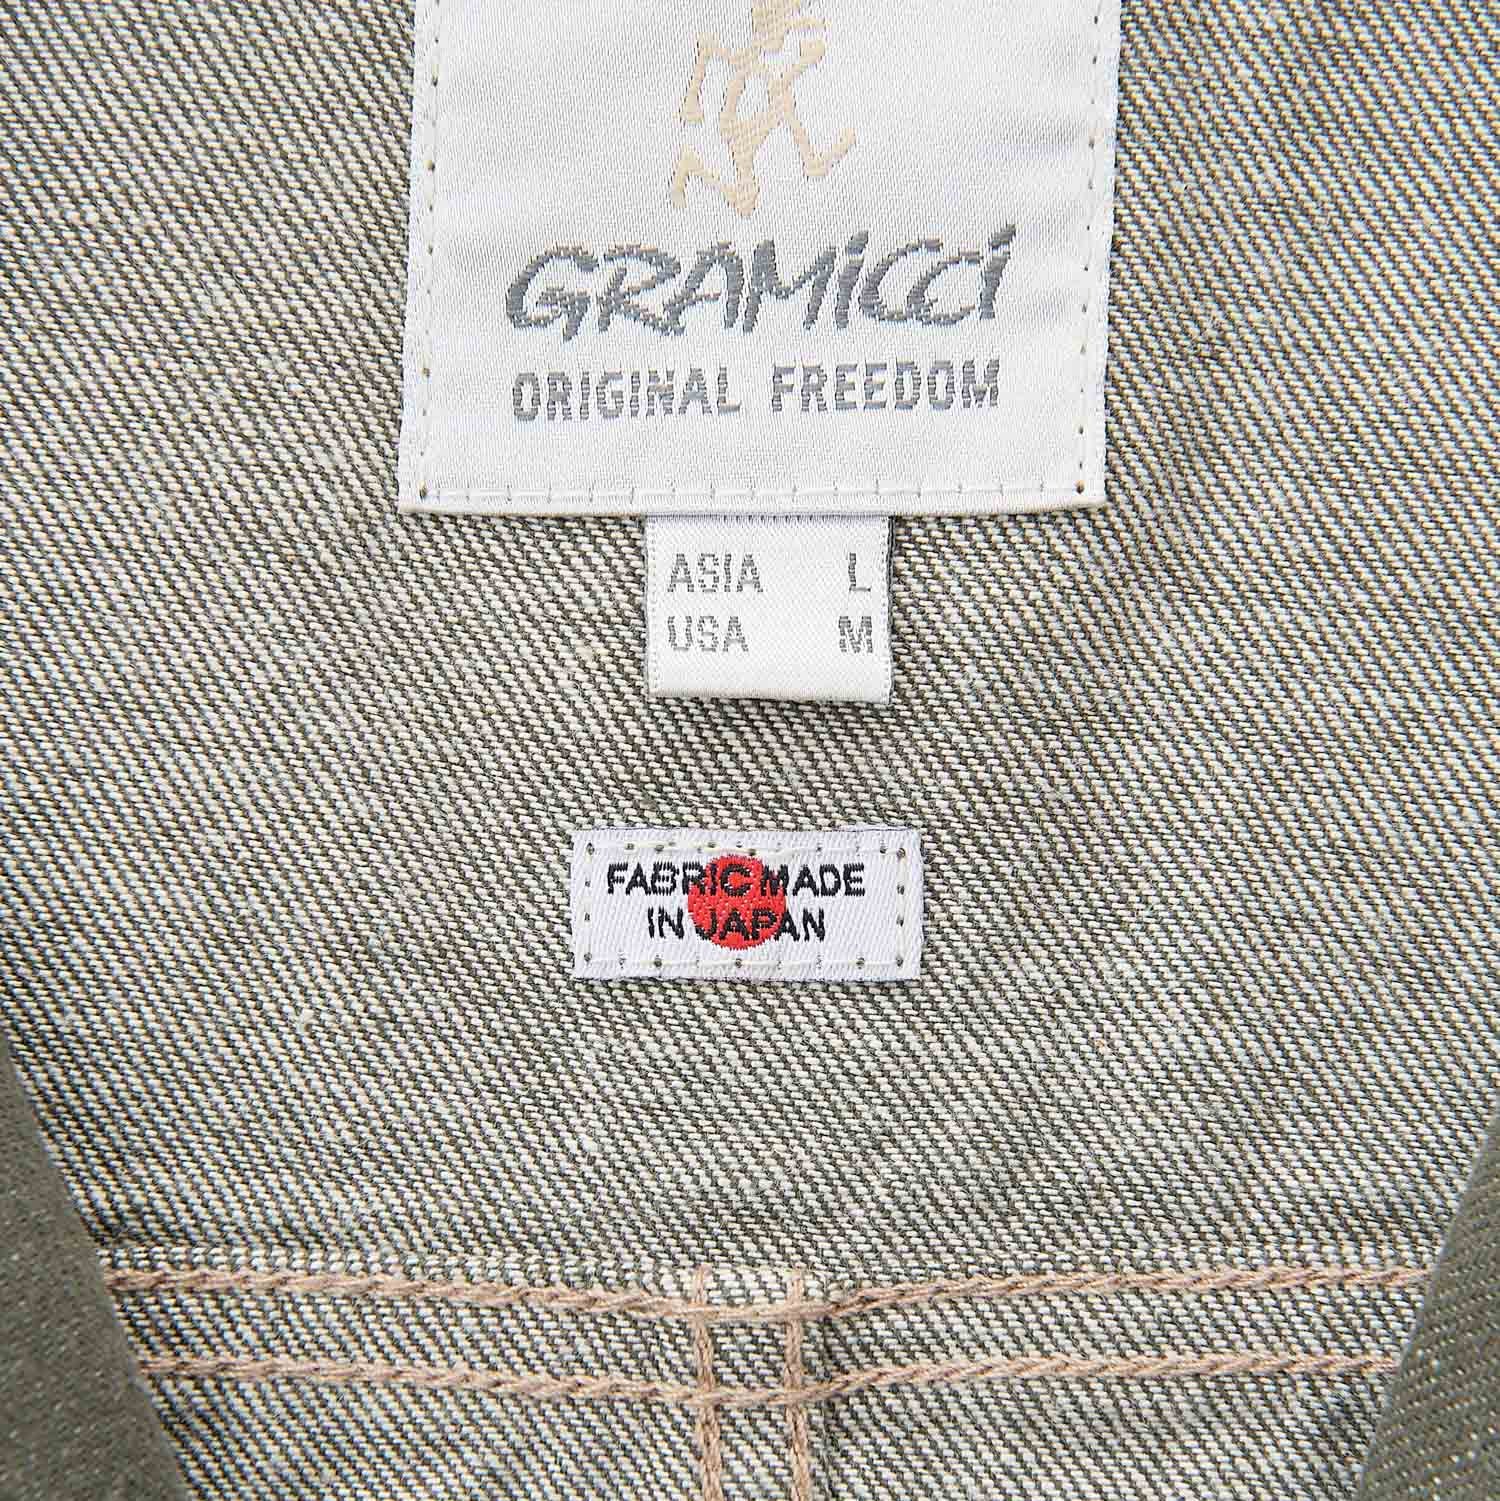 GRAMiCCi
ORIGINAL FREEDOM
ASIA L
USA M
FABRIC MADE
IN JAPAN